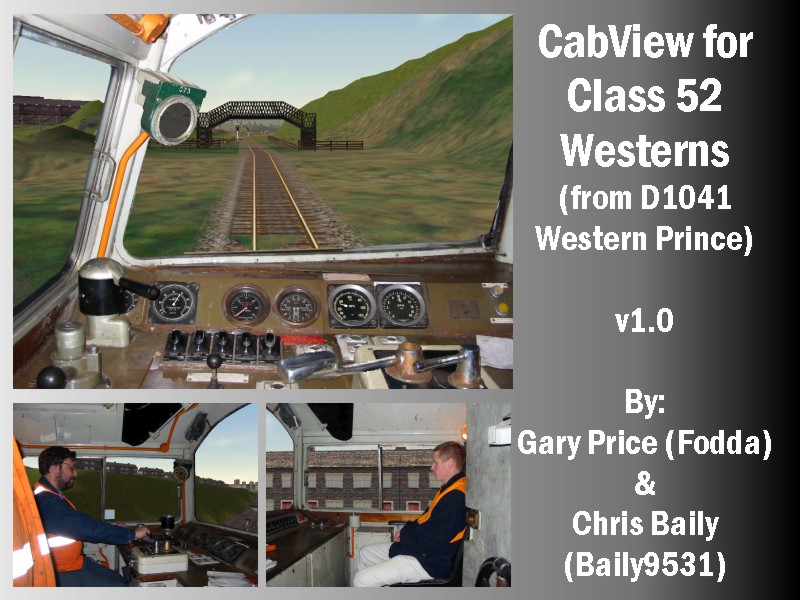 CabView for
Class 52
Westerns
(from D1041
Western Prince)
v1.0
By:
Gary Price (Fodda)
&
Chris Baily
(Baily9531)